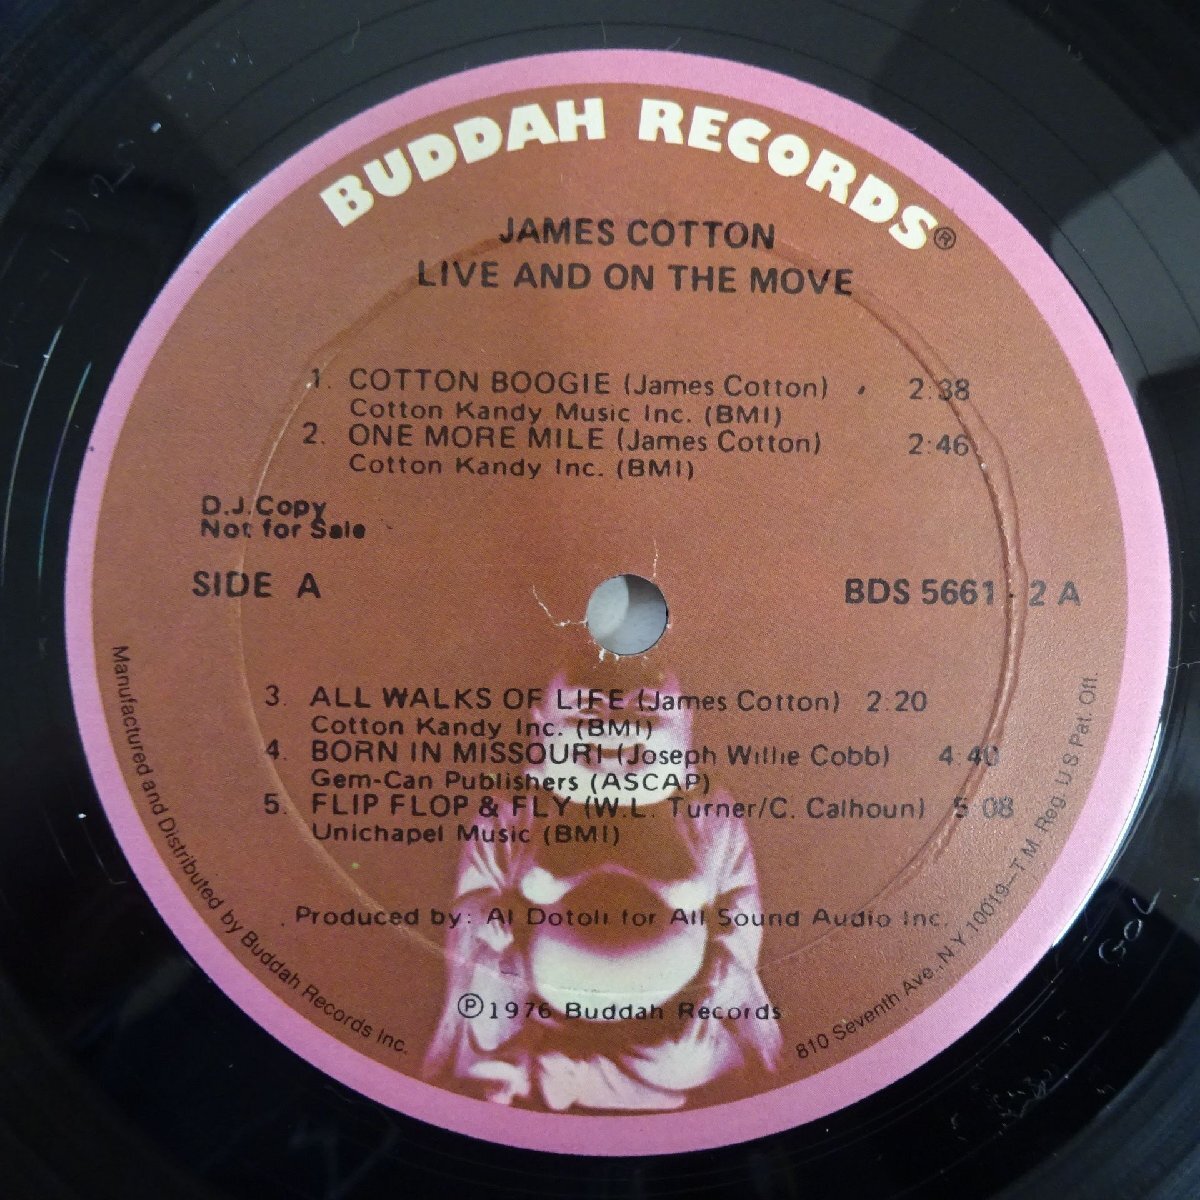 BUDDAH RECORDS®
JAMES COTTON
LIVE AND ON THE MOVE
1. COTTON BOOGIE (James Cotton) 2:38
Cotton Kandy Music Inc. (BMI)
2. ONE MORE MILE (James Cotton) 2:46
Cotton Kandy Inc. (BMI)
D.J. Copy
Not for Sale
SIDE A
BDS 5661-2 A
3. ALL WALKS OF LIFE (James Cotton) 2:20
Cotton Kandy Inc. (BMI)
4. BORN IN MISSOURI (Joseph Willie Cobb) 4:40
Gem-Can Publishers (ASCAP)
5. FLIP FLOP & FLY (W.L. Turner/C. Calhoun) 5:08
Unichapel Music (BMI)
Produced by: Al Dotoli for All Sound Audio Inc.
℗ 1976 Buddah Records
Manufactured and Distributed by Buddah Records Inc.
810 Seventh Ave., N.Y. 10019—T.M. Reg. U.S. Pat. Off.